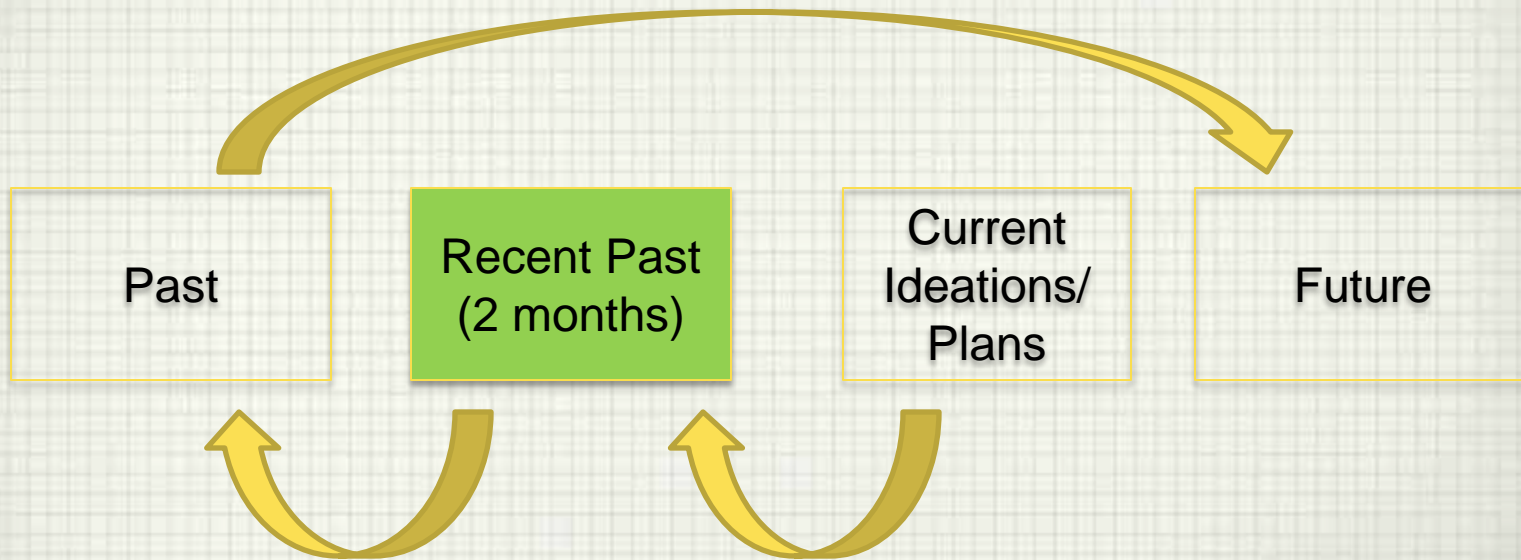 Past
Recent Past
(2 months)
Current
Ideations/
Plans
Future